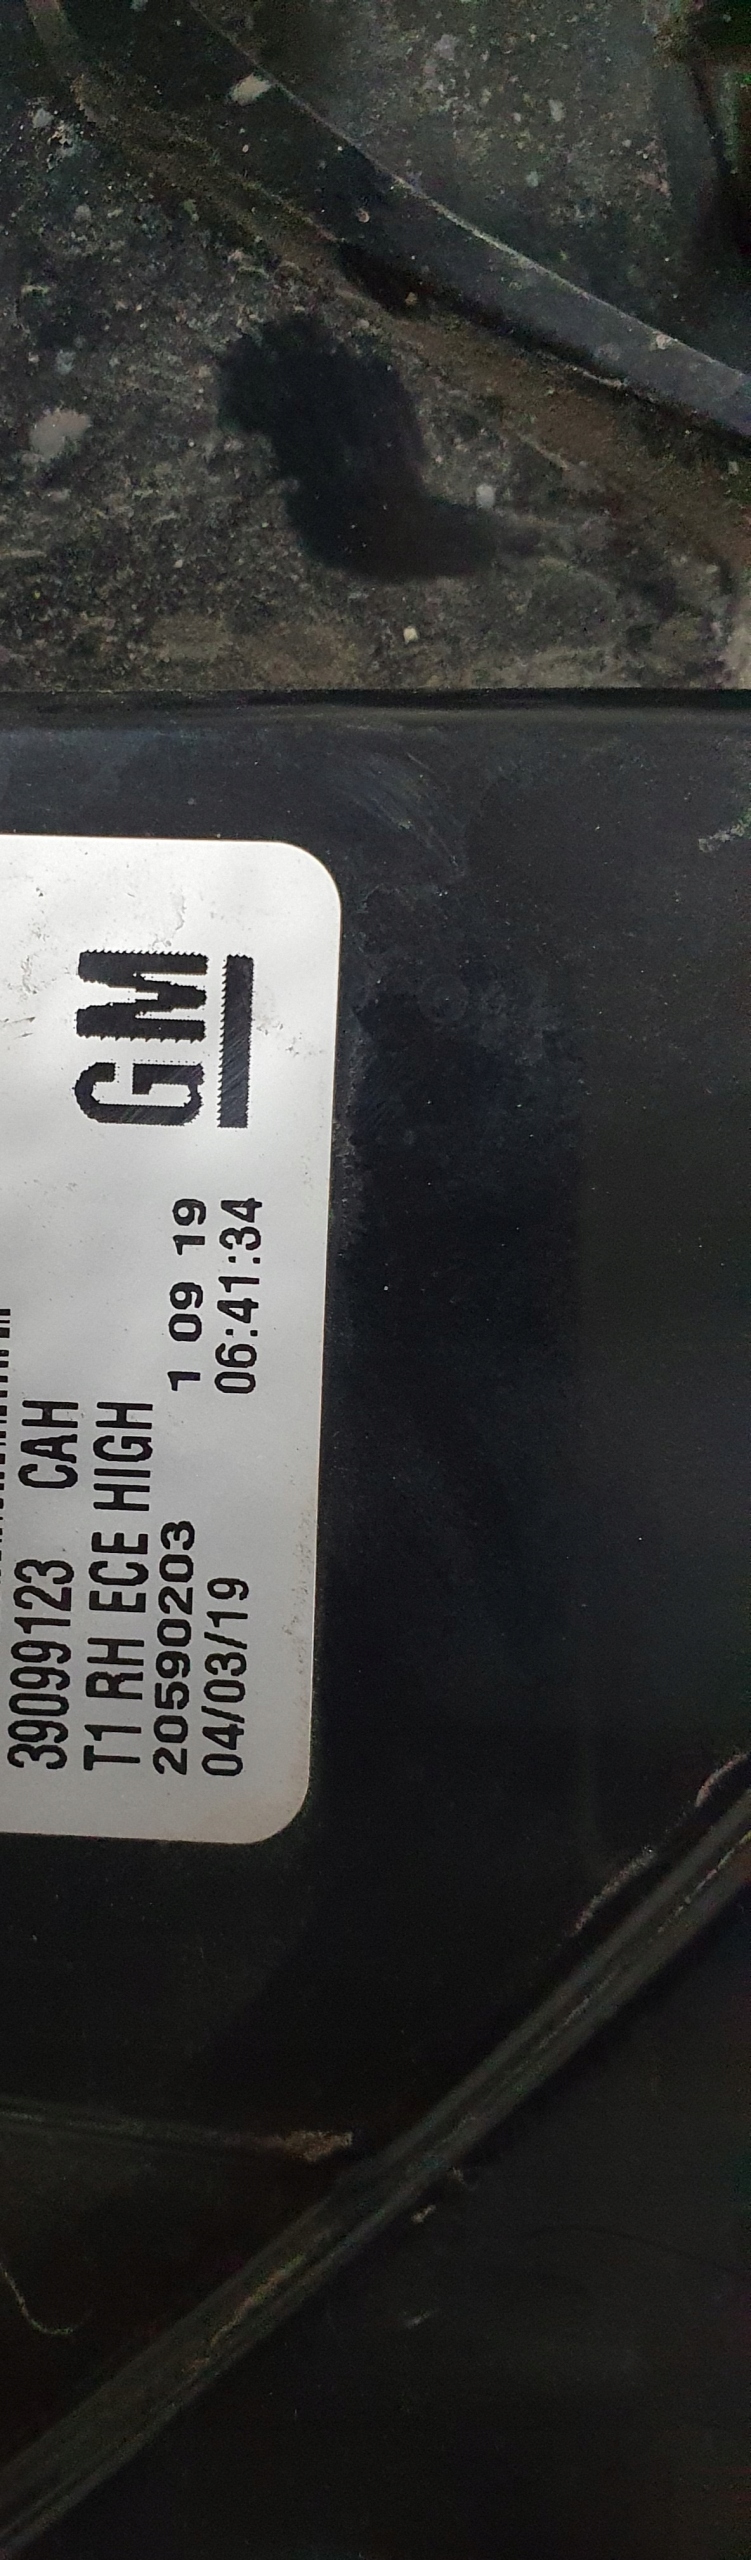 GM
39099123 CAH
T1 RH ECE HIGH
20590203 1 09 19
04/03/19 06:41:34